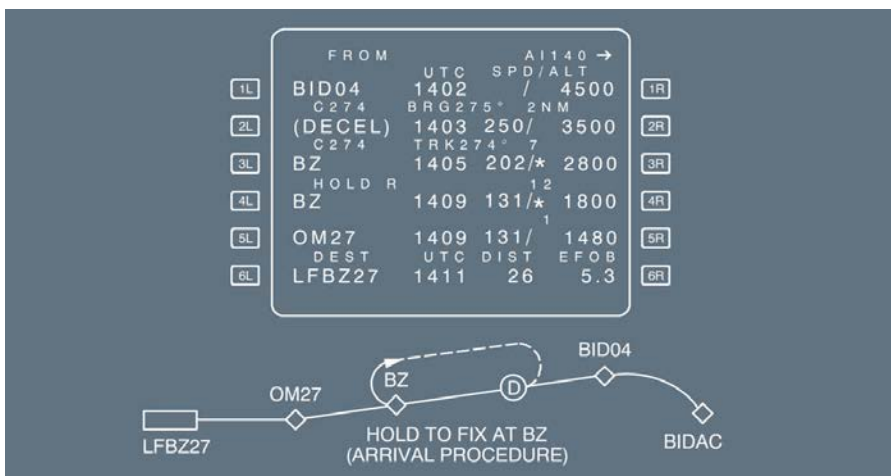 FROM AI140 →
UTC SPD/ALT
1L BID04 1402 / 4500 1R
C274 BRG275° 2NM
2L (DECEL) 1403 250/ 3500 2R
C274 TRK274° 7
3L BZ 1405 202/* 2800 3R
HOLD R 12
4L BZ 1409 131/* 1800 4R
1
5L OM27 1409 131/ 1480 5R
DEST UTC DIST EFOB
6L LFBZ27 1411 26 5.3 6R
BID04
BZ
D
OM27
LFBZ27
HOLD TO FIX AT BZ
(ARRIVAL PROCEDURE)
BIDAC